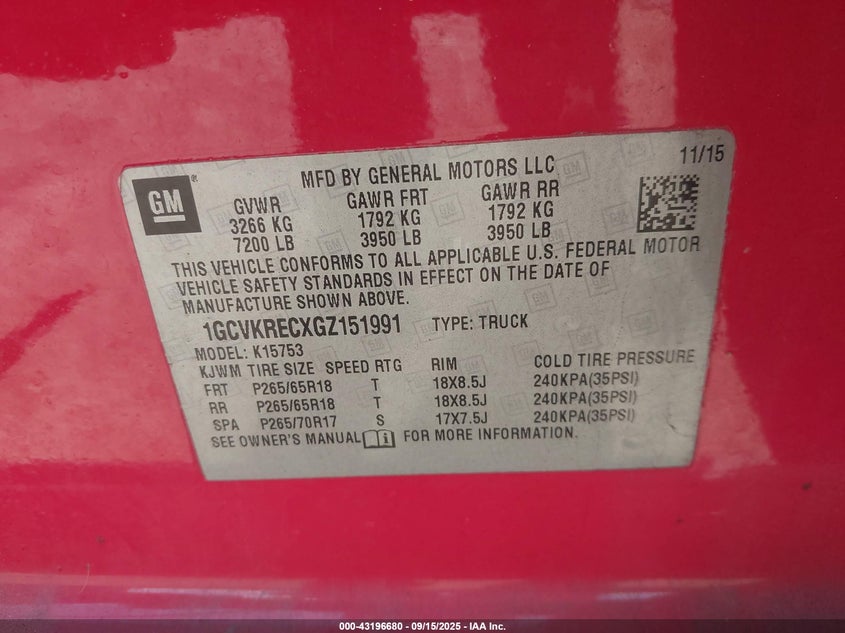 MFD BY GENERAL MOTORS LLC 11/15
GM
GVWR GAWR FRT GAWR RR
3266 KG 1792 KG 1792 KG
7200 LB 3950 LB 3950 LB
THIS VEHICLE CONFORMS TO ALL APPLICABLE U.S. FEDERAL MOTOR
VEHICLE SAFETY STANDARDS IN EFFECT ON THE DATE OF
MANUFACTURE SHOWN ABOVE.
1GCVKRECXGZ151991 TYPE: TRUCK
MODEL: K15753
KJWM TIRE SIZE SPEED RTG RIM COLD TIRE PRESSURE
FRT P265/65R18 T 18X8.5J 240KPA(35PSI)
RR P265/65R18 T 18X8.5J 240KPA(35PSI)
SPA P265/70R17 S 17X7.5J 240KPA(35PSI)
SEE OWNER'S MANUAL FOR MORE INFORMATION.
000-43196680 - 09/15/2025 - IAA Inc.